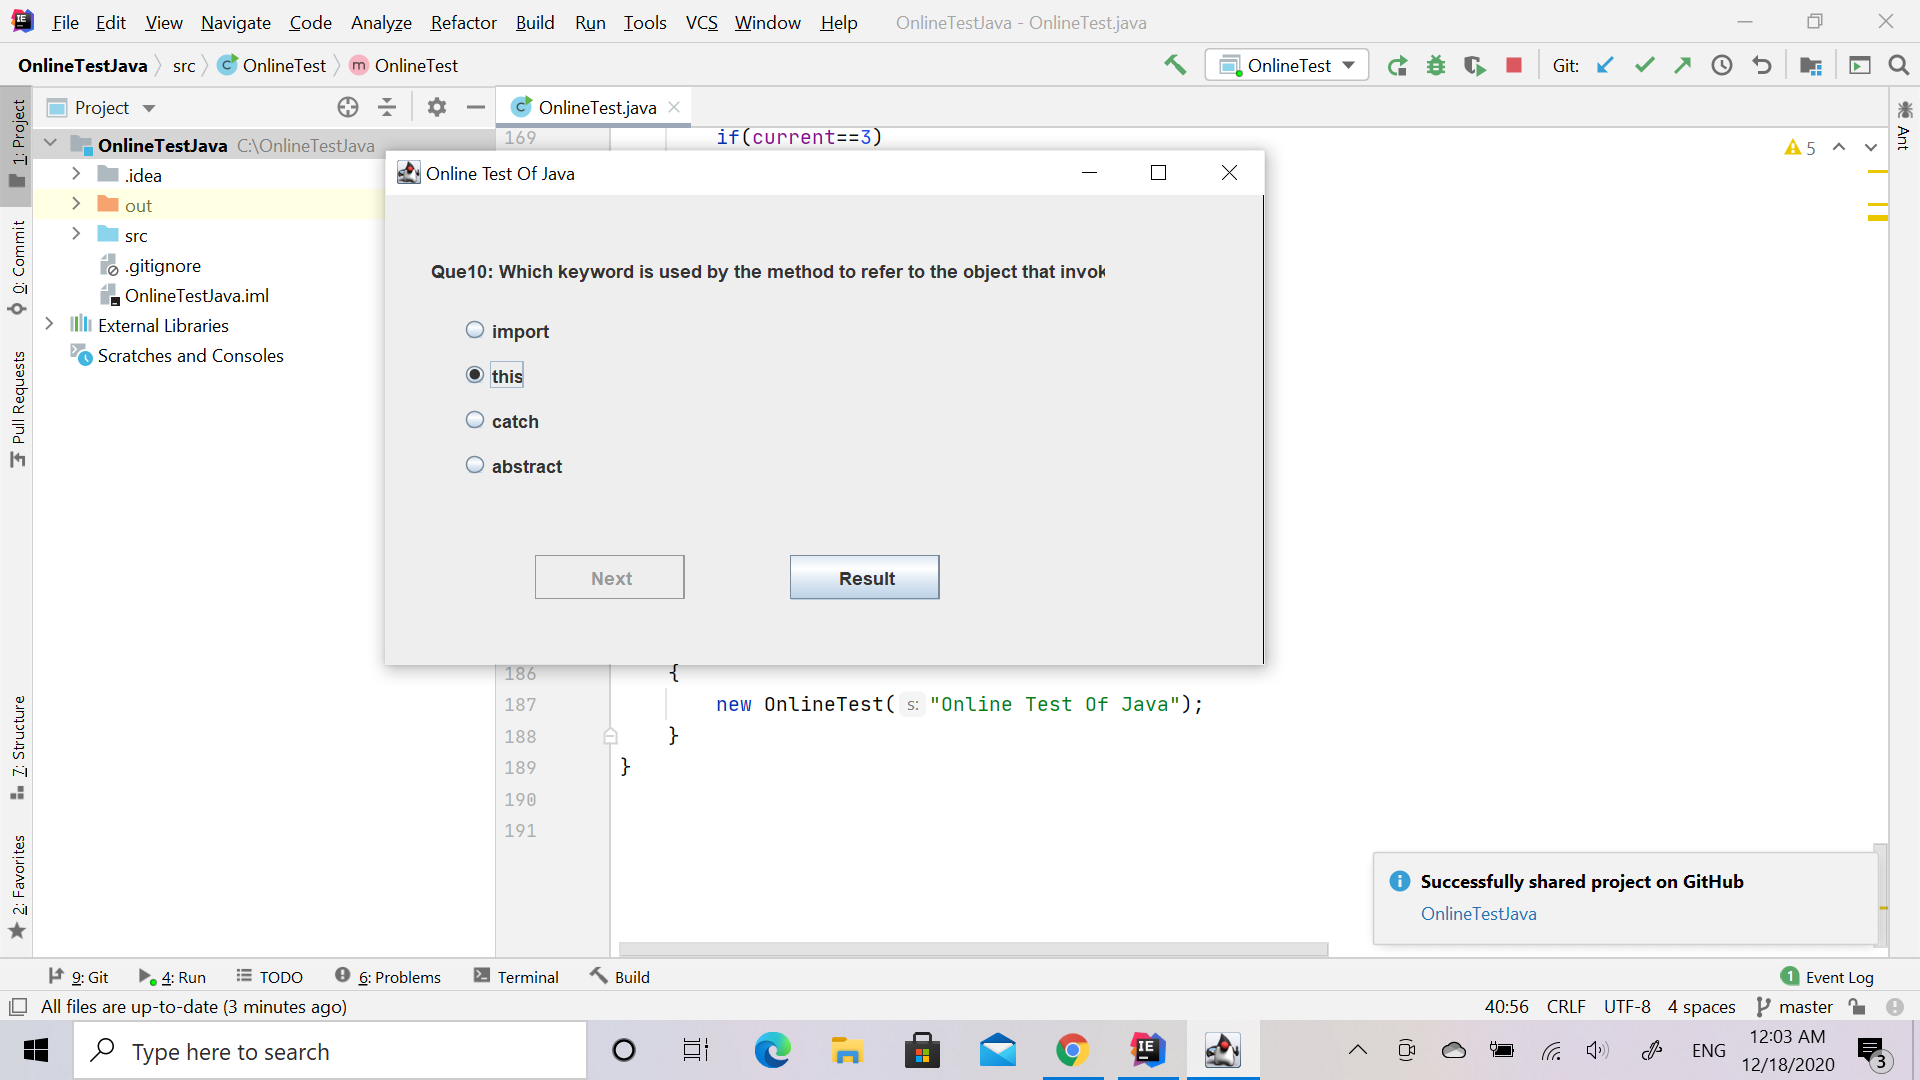 File Edit View Navigate Code Analyze Refactor Build Run Tools VCS Window Help OnlineTestJava - OnlineTest.java
OnlineTestJava src OnlineTest m OnlineTest OnlineTest Git:
Project
OnlineTest.java
1: Project
0: Commit
Pull Requests
7: Structure
2: Favorites
OnlineTestJava C:\OnlineTestJava
.idea
out
src
.gitignore
OnlineTestJava.iml
External Libraries
Scratches and Consoles
169 if(current==3)
5
Ant
Online Test Of Java
Que10: Which keyword is used by the method to refer to the object that invok
import
this
catch
abstract
Next
Result
186 {
187 new OnlineTest( s: "Online Test Of Java");
188 }
189 }
190
191
Successfully shared project on GitHub
OnlineTestJava
9: Git 4: Run TODO 6: Problems Terminal Build 1 Event Log
All files are up-to-date (3 minutes ago) 40:56 CRLF UTF-8 4 spaces master
Type here to search
ENG
12:03 AM
12/18/2020
3